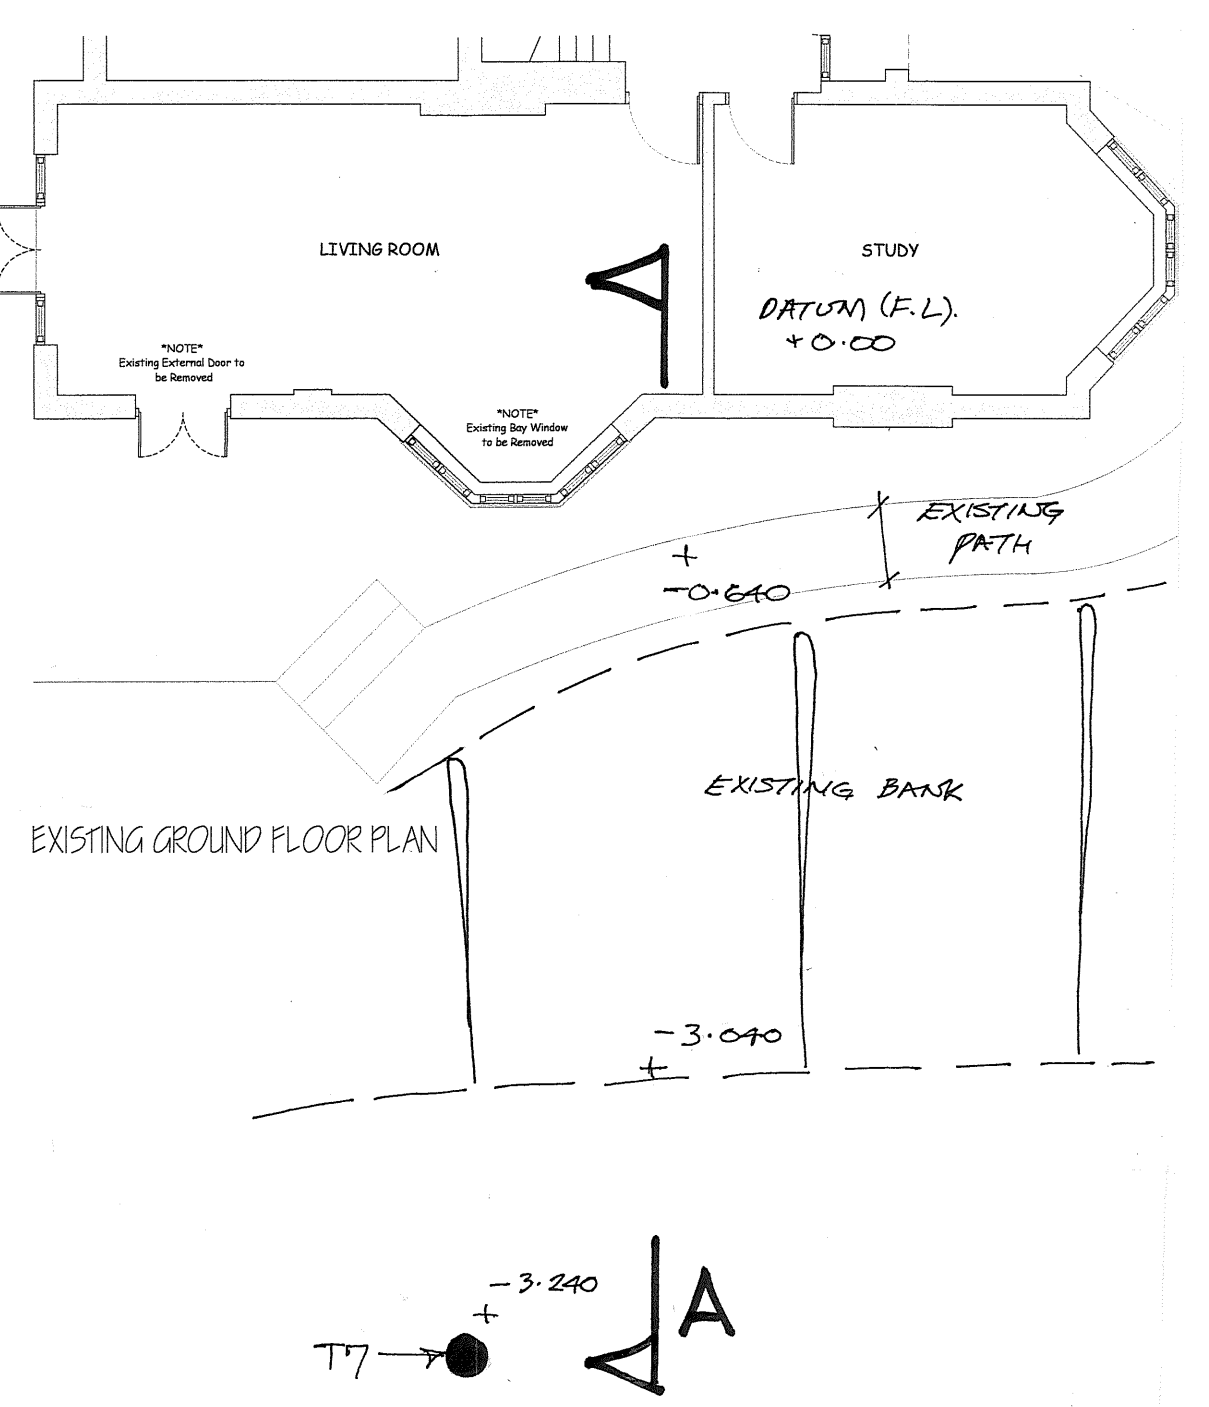 LIVING ROOM
STUDY
DATUM (F.L).
+0.00
*NOTE*
Existing External Door to
be Removed
*NOTE*
Existing Bay Window
to be Removed
EXISTING
PATH
-0.640
EXISTING BANK
EXISTING GROUND FLOOR PLAN
-3.040
-3.240
A
T7